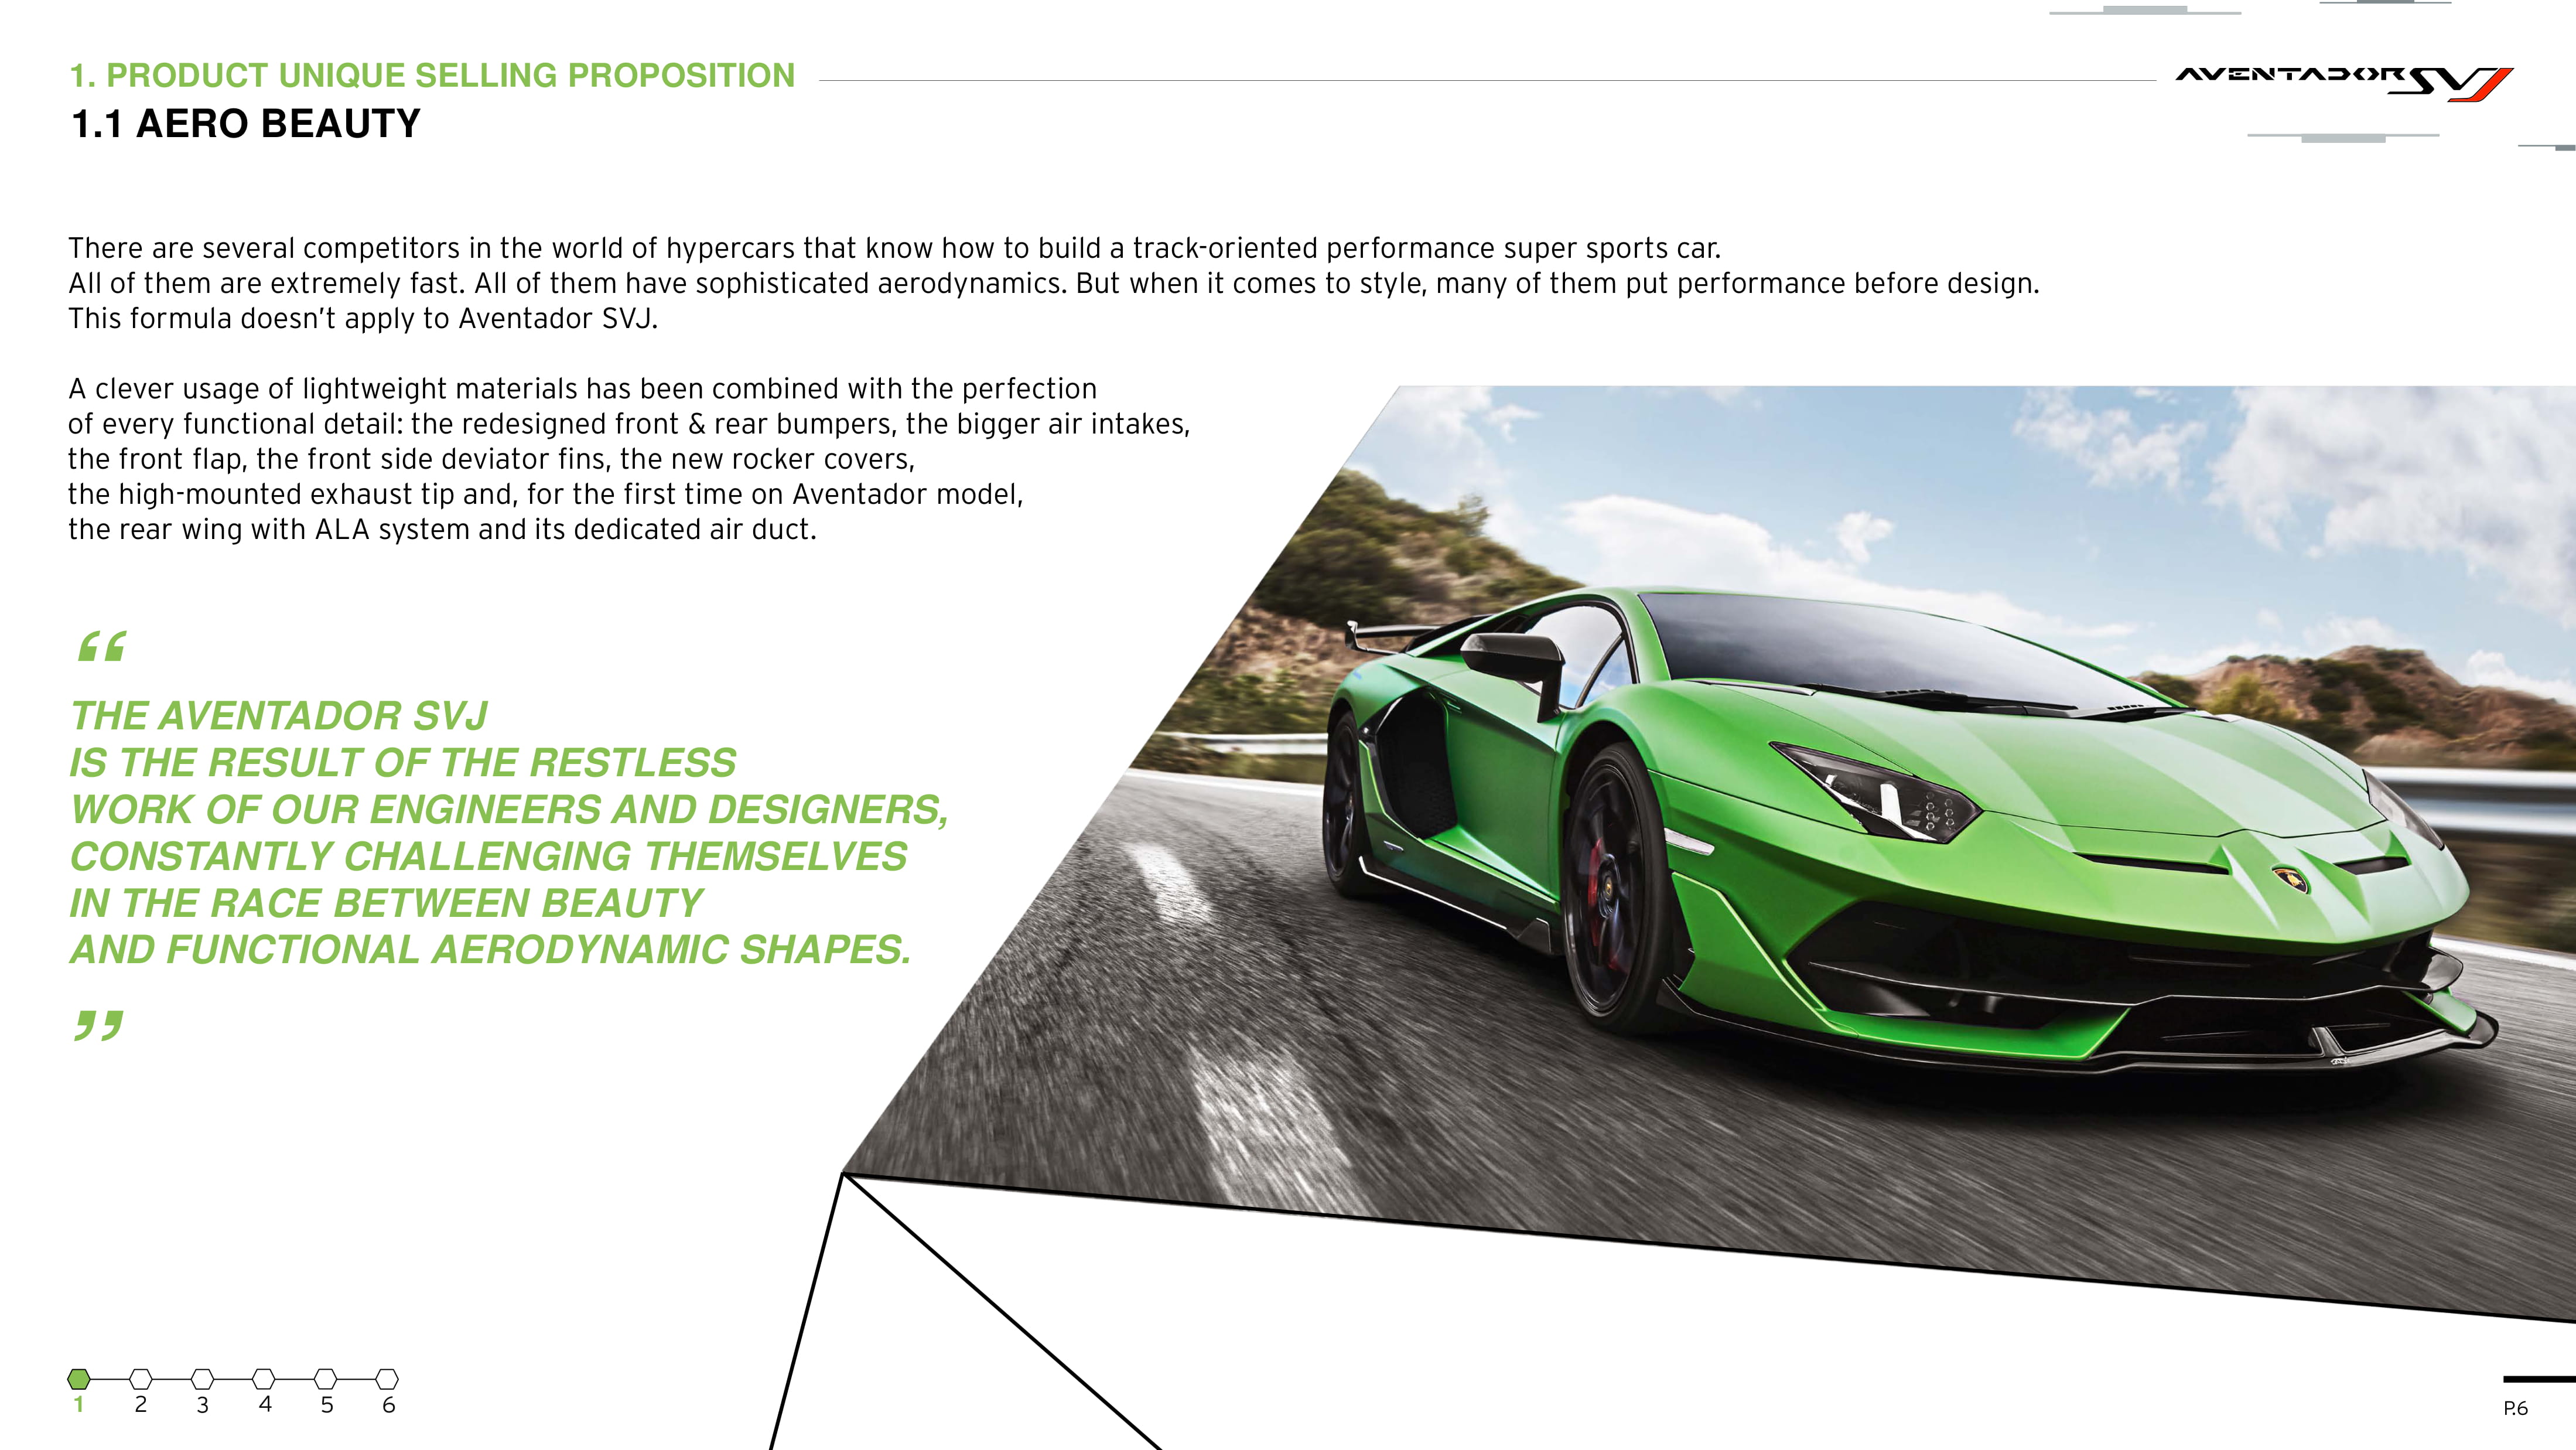 1. PRODUCT UNIQUE SELLING PROPOSITION
AVENTADOR SVJ
1.1 AERO BEAUTY
There are several competitors in the world of hypercars that know how to build a track-oriented performance super sports car.
All of them are extremely fast. All of them have sophisticated aerodynamics. But when it comes to style, many of them put performance before design.
This formula doesn’t apply to Aventador SVJ.
A clever usage of lightweight materials has been combined with the perfection
of every functional detail: the redesigned front & rear bumpers, the bigger air intakes,
the front flap, the front side deviator fins, the new rocker covers,
the high-mounted exhaust tip and, for the first time on Aventador model,
the rear wing with ALA system and its dedicated air duct.
“
THE AVENTADOR SVJ
IS THE RESULT OF THE RESTLESS
WORK OF OUR ENGINEERS AND DESIGNERS,
CONSTANTLY CHALLENGING THEMSELVES
IN THE RACE BETWEEN BEAUTY
AND FUNCTIONAL AERODYNAMIC SHAPES.
”
1 2 3 4 5 6
P.6